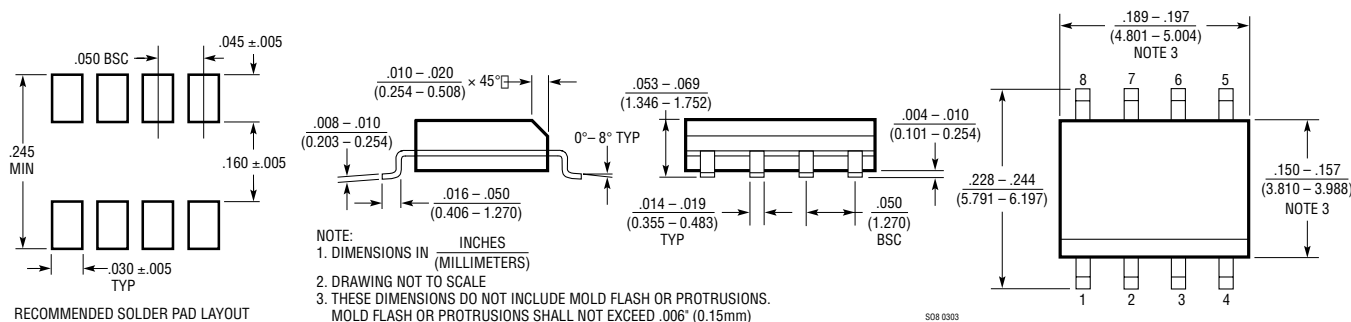 .050 BSC
.045 ±.005
.245
MIN
.160 ±.005
.030 ±.005
TYP
RECOMMENDED SOLDER PAD LAYOUT
.010 – .020
(0.254 – 0.508)
× 45°
.008 – .010
(0.203 – 0.254)
0°– 8° TYP
.016 – .050
(0.406 – 1.270)
NOTE:
1. DIMENSIONS IN INCHES
(MILLIMETERS)
2. DRAWING NOT TO SCALE
3. THESE DIMENSIONS DO NOT INCLUDE MOLD FLASH OR PROTRUSIONS.
MOLD FLASH OR PROTRUSIONS SHALL NOT EXCEED .006" (0.15mm)
.053 – .069
(1.346 – 1.752)
.004 – .010
(0.101 – 0.254)
.014 – .019
(0.355 – 0.483)
TYP
.050
(1.270)
BSC
.189 – .197
(4.801 – 5.004)
NOTE 3
8 7 6 5
.228 – .244
(5.791 – 6.197)
.150 – .157
(3.810 – 3.988)
NOTE 3
1 2 3 4
SO8 0303